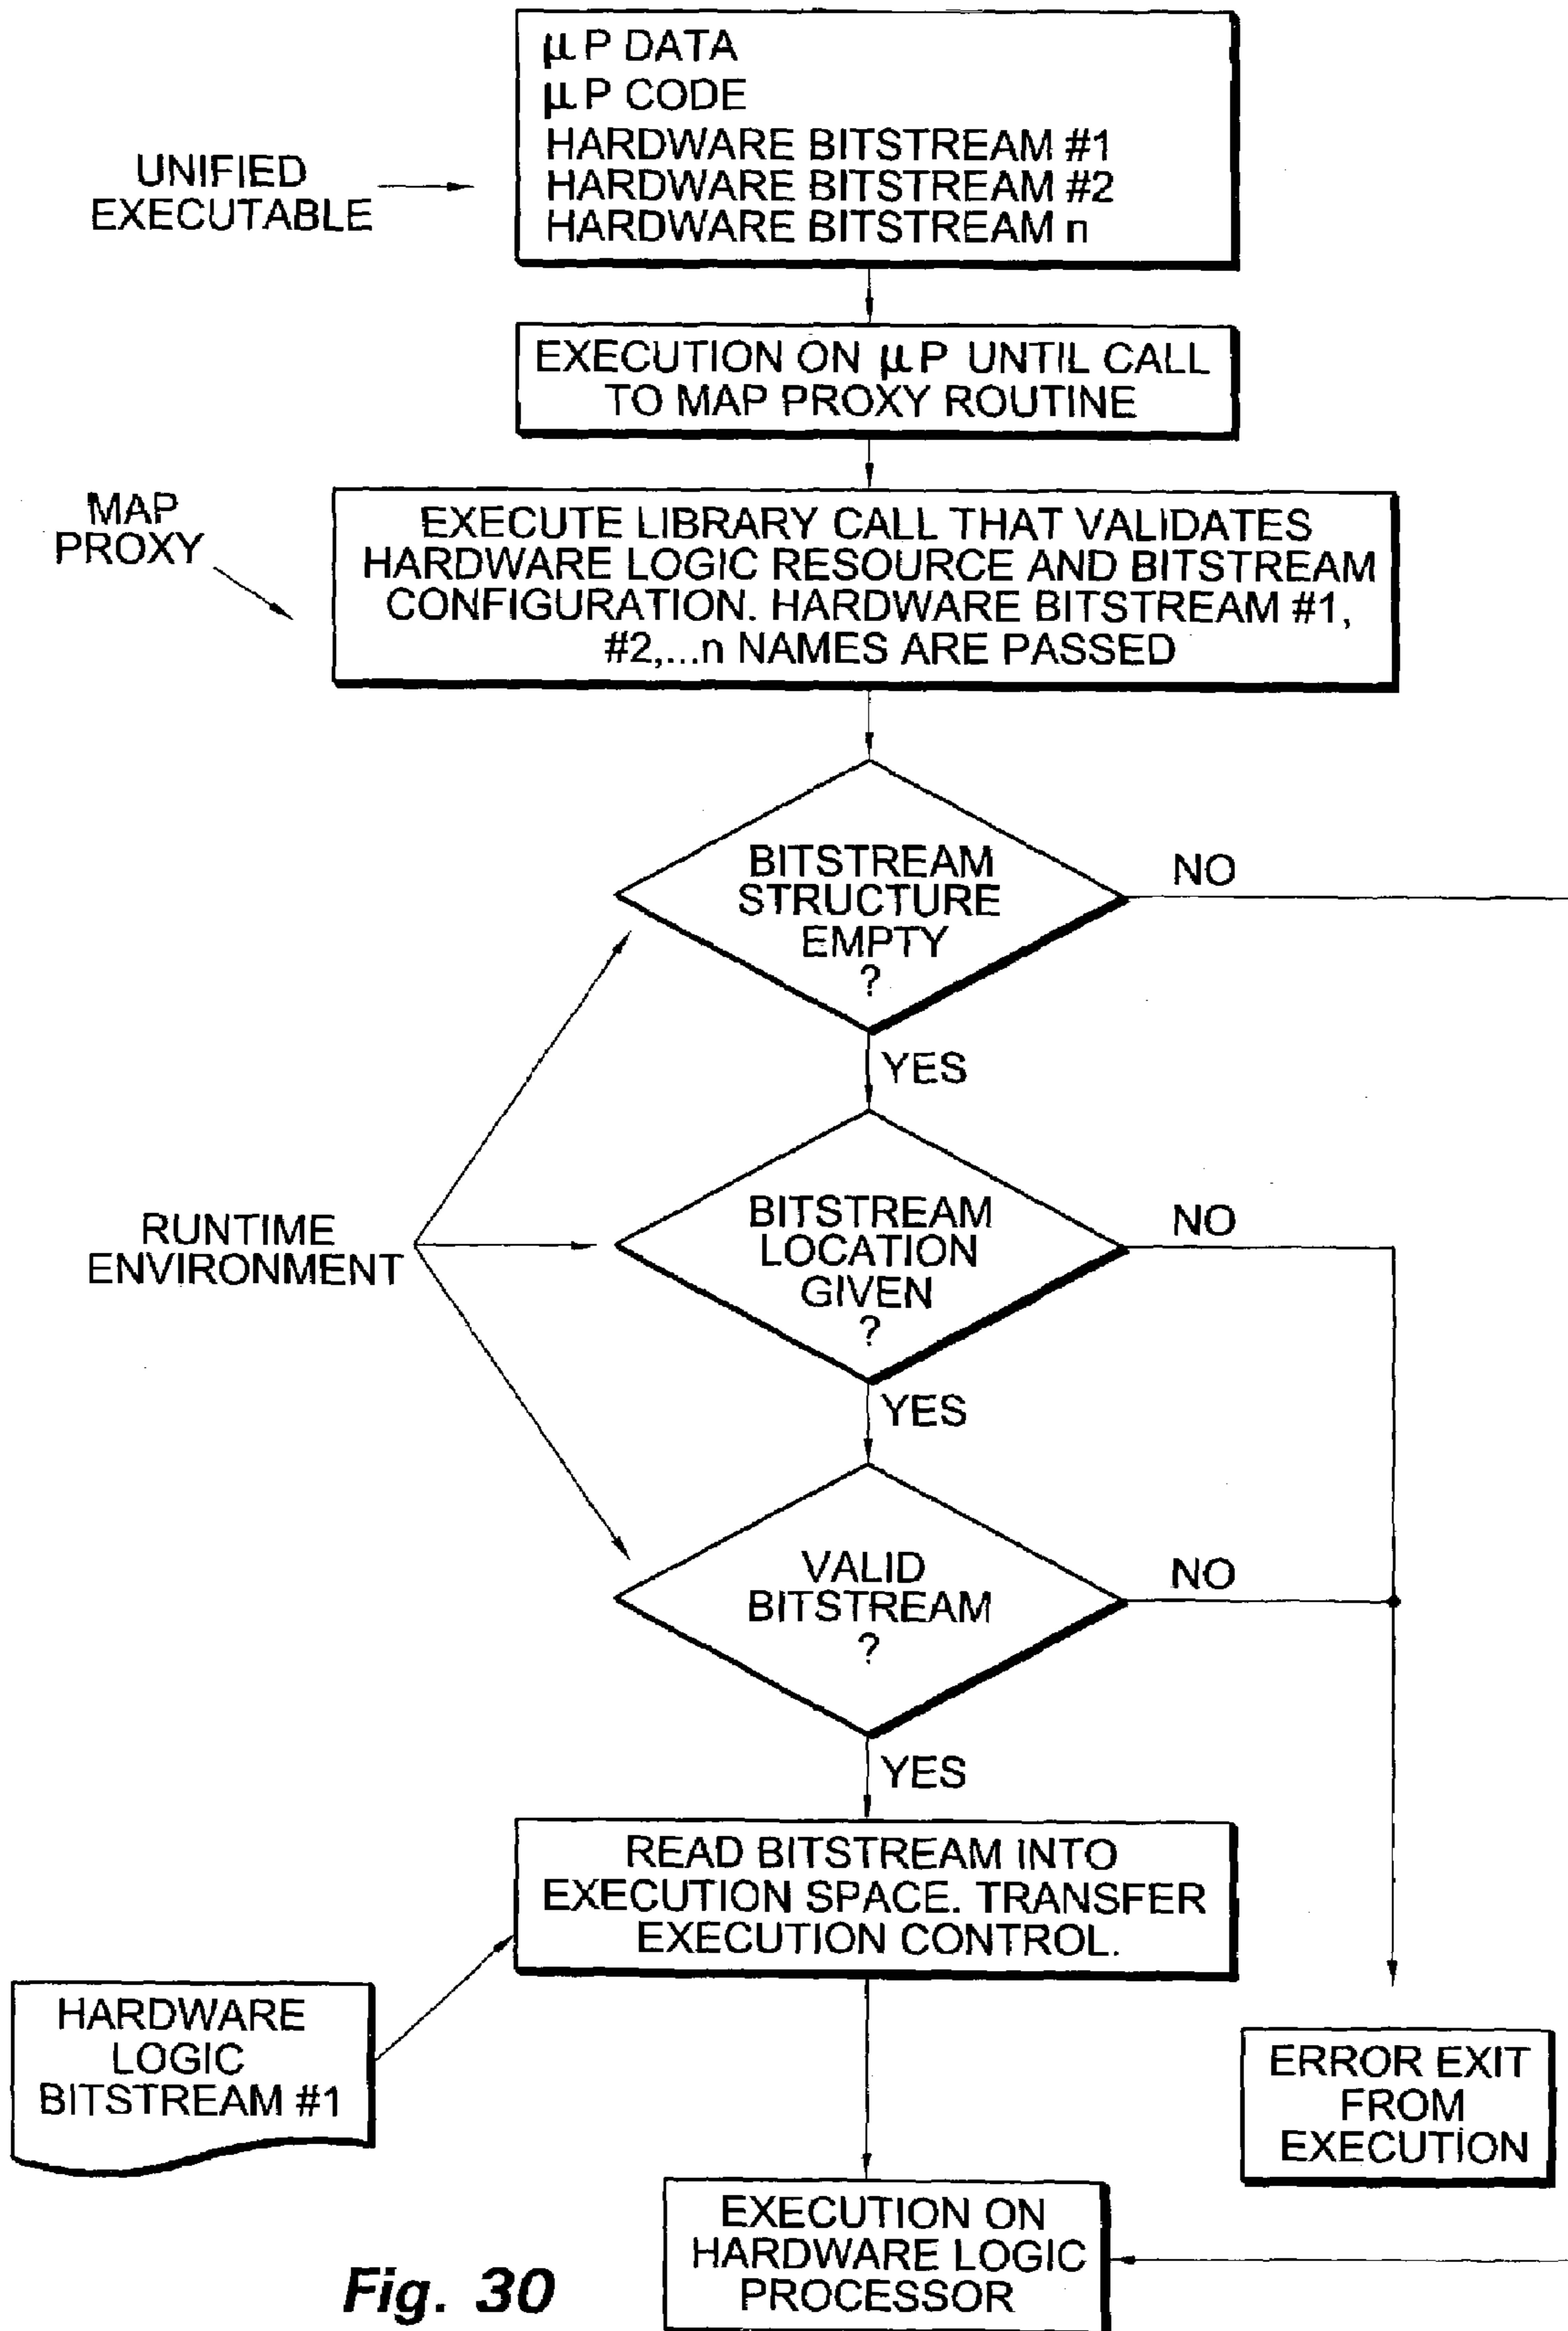 µP DATA
µP CODE
HARDWARE BITSTREAM #1
HARDWARE BITSTREAM #2
HARDWARE BITSTREAM n
UNIFIED
EXECUTABLE
EXECUTION ON µP UNTIL CALL
TO MAP PROXY ROUTINE
MAP
PROXY
EXECUTE LIBRARY CALL THAT VALIDATES
HARDWARE LOGIC RESOURCE AND BITSTREAM
CONFIGURATION. HARDWARE BITSTREAM #1,
#2,...n NAMES ARE PASSED
BITSTREAM
STRUCTURE
EMPTY
?
NO
YES
RUNTIME
ENVIRONMENT
BITSTREAM
LOCATION
GIVEN
?
NO
YES
VALID
BITSTREAM
?
NO
YES
READ BITSTREAM INTO
EXECUTION SPACE. TRANSFER
EXECUTION CONTROL.
HARDWARE
LOGIC
BITSTREAM #1
ERROR EXIT
FROM
EXECUTION
EXECUTION ON
HARDWARE LOGIC
PROCESSOR
Fig. 30